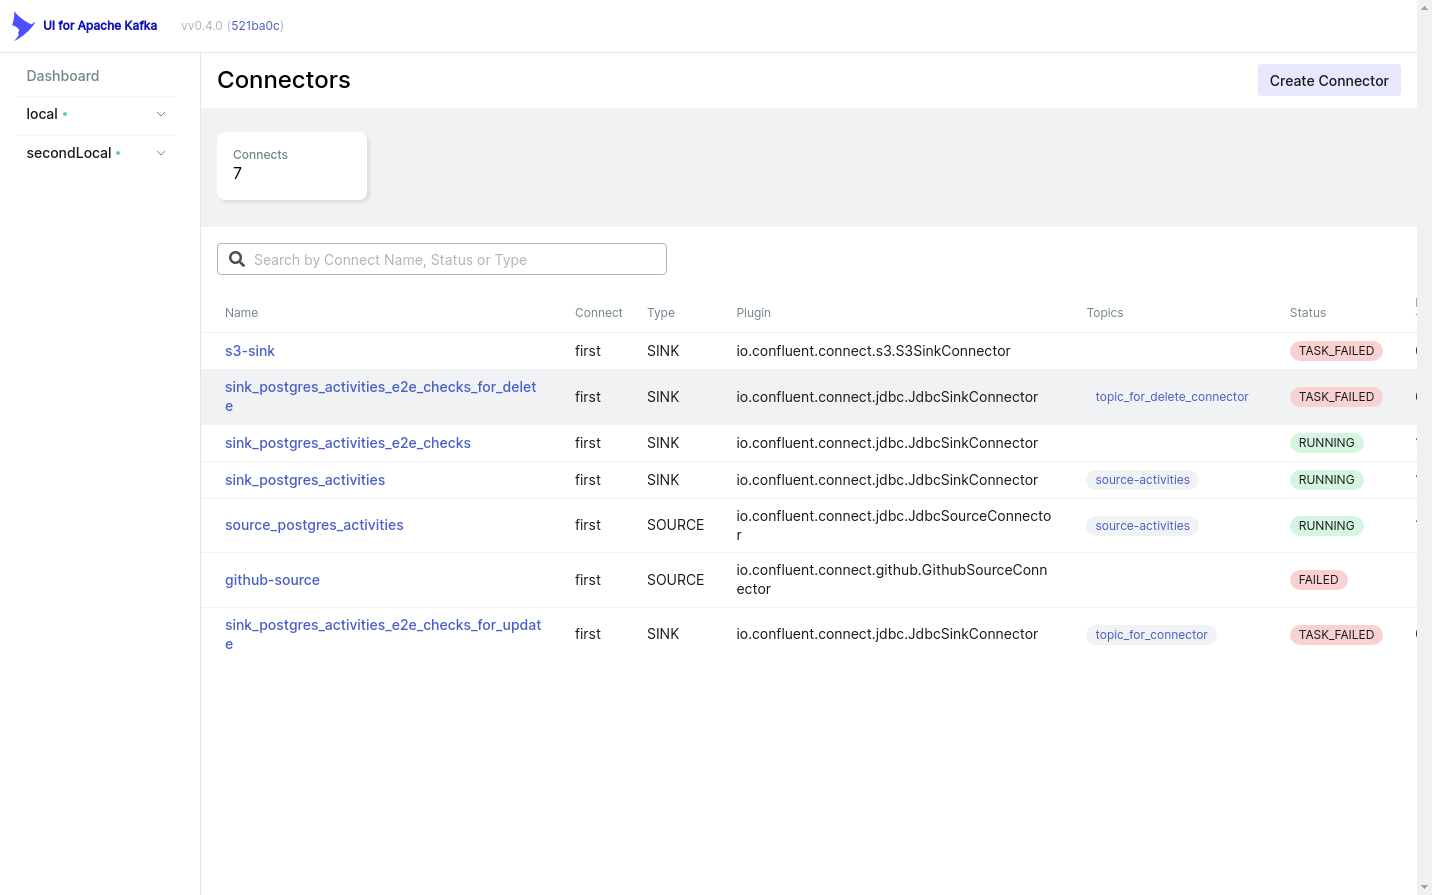 UI for Apache Kafka vv0.4.0 (521ba0c)
Dashboard
local
secondLocal
Connectors
Create Connector
Connects
7
Search by Connect Name, Status or Type
Name Connect Type Plugin Topics Status
s3-sink first SINK io.confluent.connect.s3.S3SinkConnector TASK_FAILED
sink_postgres_activities_e2e_checks_for_delet
e first SINK io.confluent.connect.jdbc.JdbcSinkConnector topic_for_delete_connector TASK_FAILED
sink_postgres_activities_e2e_checks first SINK io.confluent.connect.jdbc.JdbcSinkConnector RUNNING
sink_postgres_activities first SINK io.confluent.connect.jdbc.JdbcSinkConnector source-activities RUNNING
source_postgres_activities first SOURCE io.confluent.connect.jdbc.JdbcSourceConnecto
r source-activities RUNNING
github-source first SOURCE io.confluent.connect.github.GithubSourceConn
ector FAILED
sink_postgres_activities_e2e_checks_for_updat
e first SINK io.confluent.connect.jdbc.JdbcSinkConnector topic_for_connector TASK_FAILED